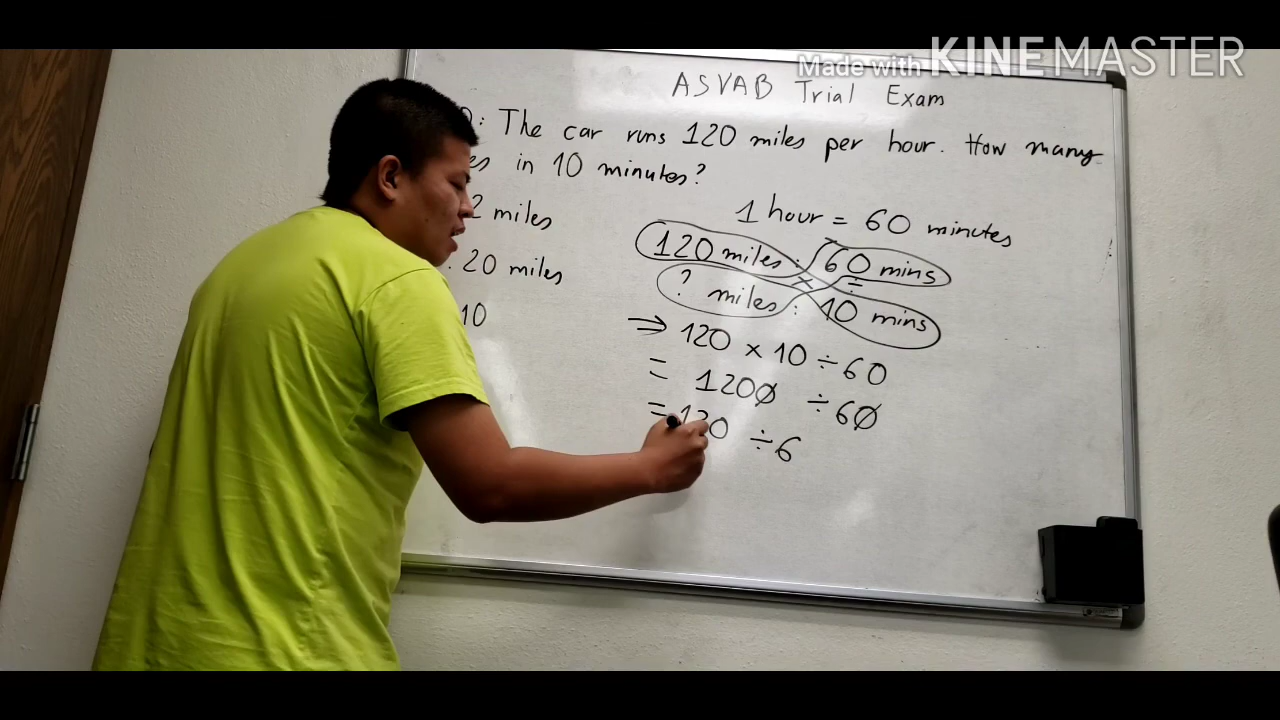 Made with KINEMASTER
ASVAB Trial Exam
: The car runs 120 miles per hour. How many
in 10 minutes?
2 miles
20 miles
10
1 hour = 60 minutes
120 miles : 60 mins
× ÷
? miles : 10 mins
⇒ 120 × 10 ÷ 60
= 1200 ÷ 60
= 120 ÷ 6